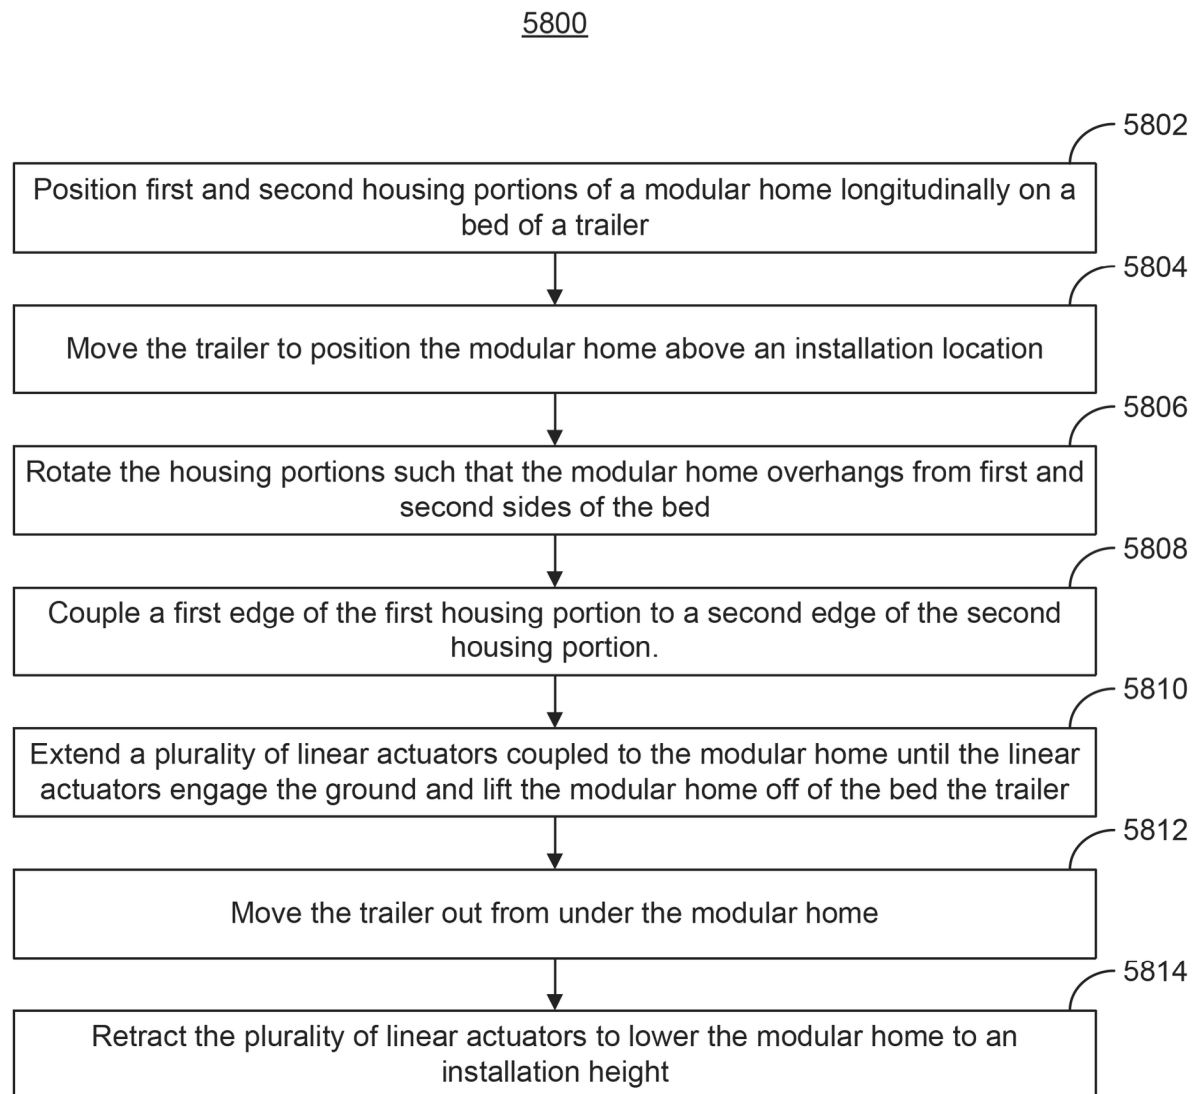 5800
5802
Position first and second housing portions of a modular home longitudinally on a
bed of a trailer
5804
Move the trailer to position the modular home above an installation location
5806
Rotate the housing portions such that the modular home overhangs from first and
second sides of the bed
5808
Couple a first edge of the first housing portion to a second edge of the second
housing portion.
5810
Extend a plurality of linear actuators coupled to the modular home until the linear
actuators engage the ground and lift the modular home off of the bed the trailer
5812
Move the trailer out from under the modular home
5814
Retract the plurality of linear actuators to lower the modular home to an
installation height